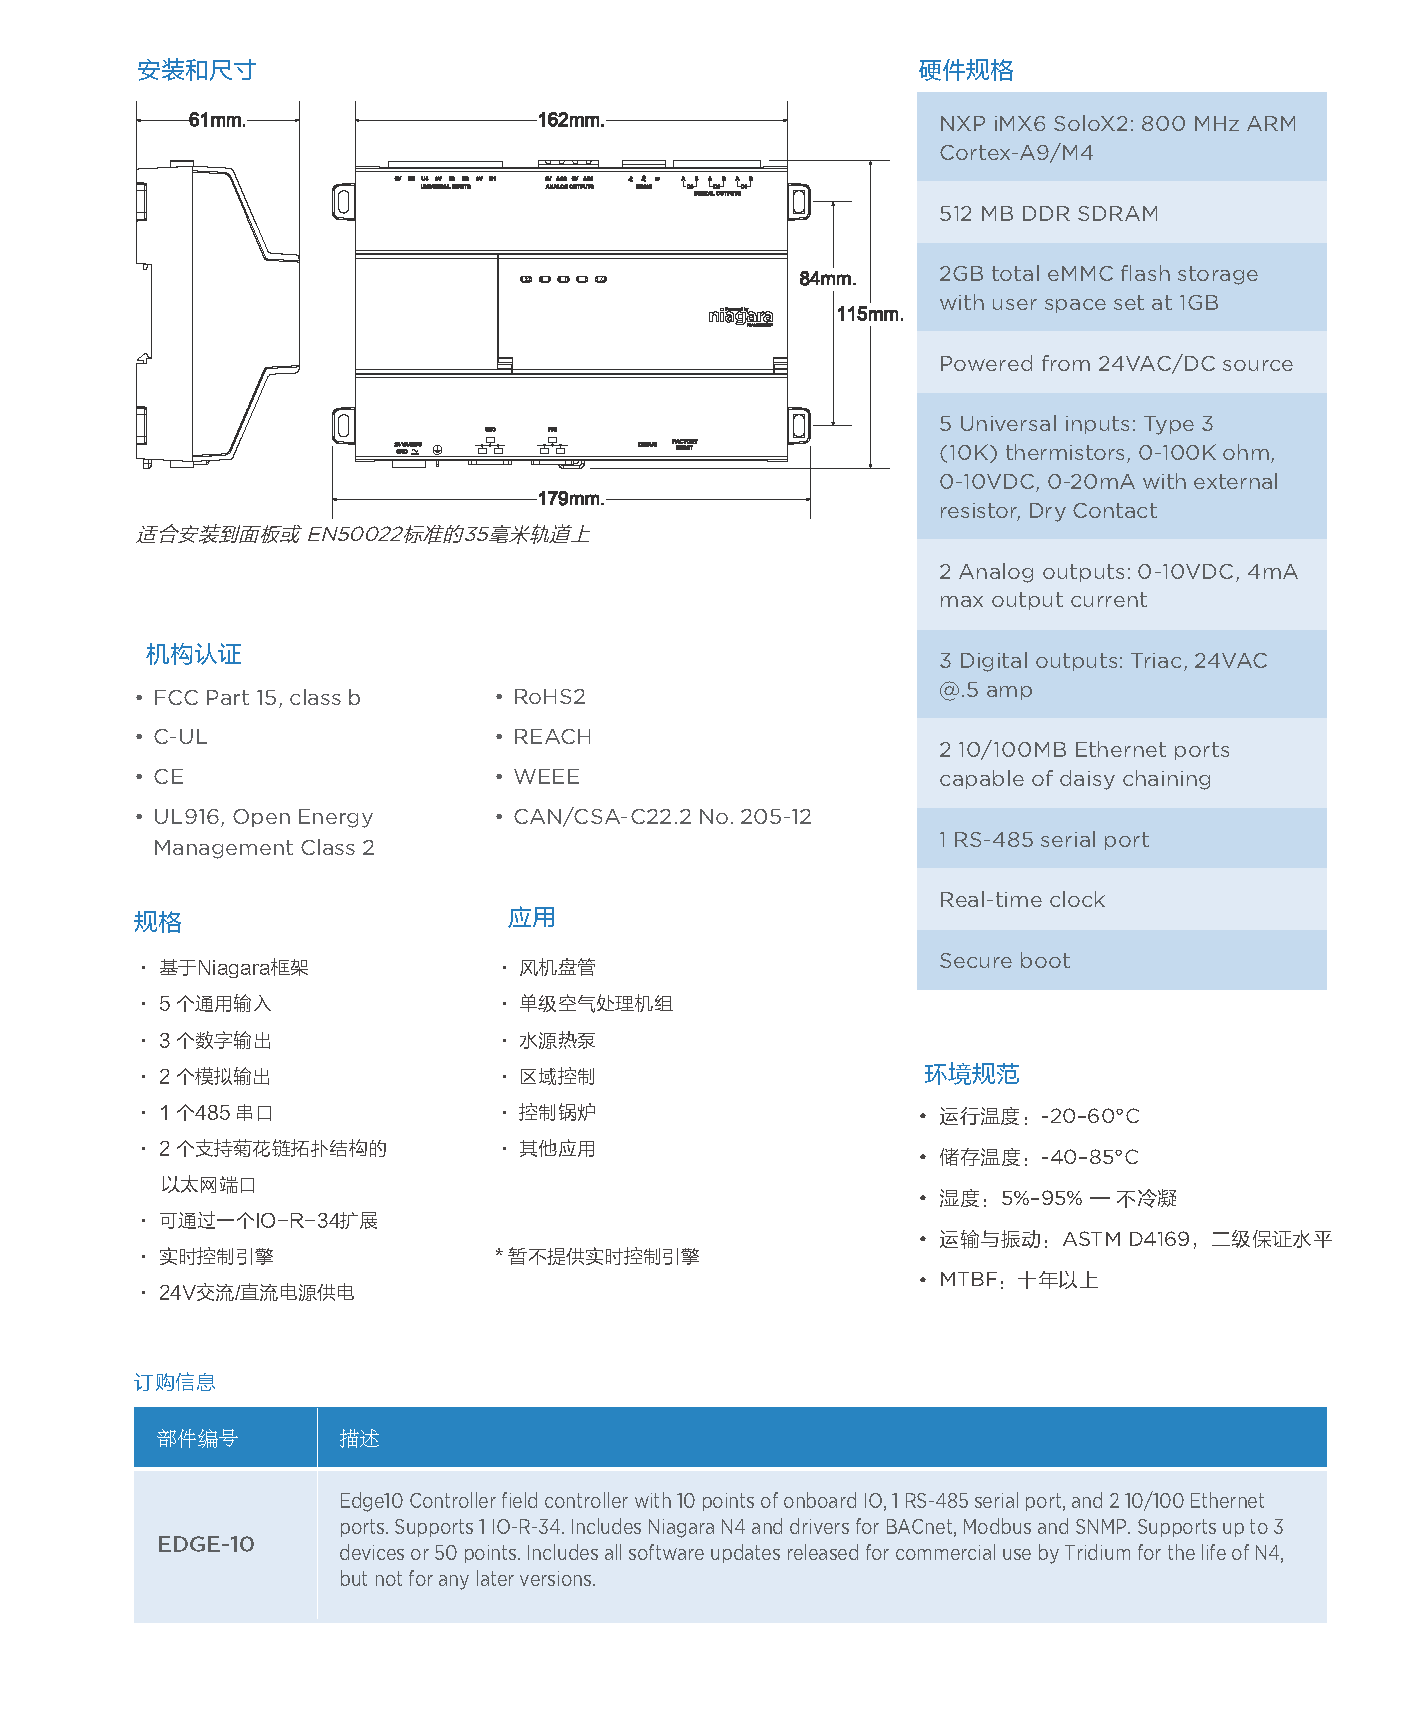 安装和尺寸
61mm.
162mm.
UNIVERSAL INPUTS
ANALOG OUTPUTS
DIGITAL OUTPUTS
84mm.
niagara
115mm.
FACTORY
RESET
179mm.
适合安装到面板或 EN50022标准的35毫米轨道上
机构认证
• FCC Part 15, class b
• C-UL
• CE
• UL916, Open Energy
Management Class 2
• RoHS2
• REACH
• WEEE
• CAN/CSA-C22.2 No. 205-12
规格
· 基于Niagara框架
· 5 个通用输入
· 3 个数字输出
· 2 个模拟输出
· 1 个485 串口
· 2 个支持菊花链拓扑结构的
以太网端口
· 可通过一个IO-R-34扩展
· 实时控制引擎
· 24V交流/直流电源供电
应用
· 风机盘管
· 单级空气处理机组
· 水源热泵
· 区域控制
· 控制锅炉
· 其他应用
* 暂不提供实时控制引擎
硬件规格
NXP iMX6 SoloX2: 800 MHz ARM
Cortex-A9/M4
512 MB DDR SDRAM
2GB total eMMC flash storage
with user space set at 1GB
Powered from 24VAC/DC source
5 Universal inputs: Type 3
(10K) thermistors, 0-100K ohm,
0-10VDC, 0-20mA with external
resistor, Dry Contact
2 Analog outputs: 0-10VDC, 4mA
max output current
3 Digital outputs: Triac, 24VAC
@.5 amp
2 10/100MB Ethernet ports
capable of daisy chaining
1 RS-485 serial port
Real-time clock
Secure boot
环境规范
• 运行温度：-20–60°C
• 储存温度：-40–85°C
• 湿度：5%–95% — 不冷凝
• 运输与振动：ASTM D4169，二级保证水平
• MTBF：十年以上
订购信息
部件编号
描述
EDGE-10
Edge10 Controller field controller with 10 points of onboard IO, 1 RS-485 serial port, and 2 10/100 Ethernet
ports. Supports 1 IO-R-34. Includes Niagara N4 and drivers for BACnet, Modbus and SNMP. Supports up to 3
devices or 50 points. Includes all software updates released for commercial use by Tridium for the life of N4,
but not for any later versions.